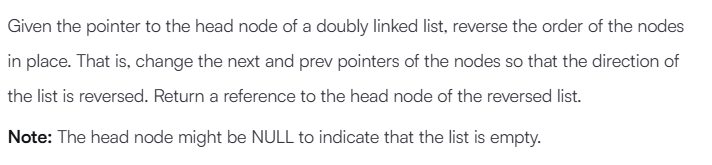 Given the pointer to the head node of a doubly linked list, reverse the order of the nodes
in place. That is, change the next and prev pointers of the nodes so that the direction of
the list is reversed. Return a reference to the head node of the reversed list.
Note: The head node might be NULL to indicate that the list is empty.